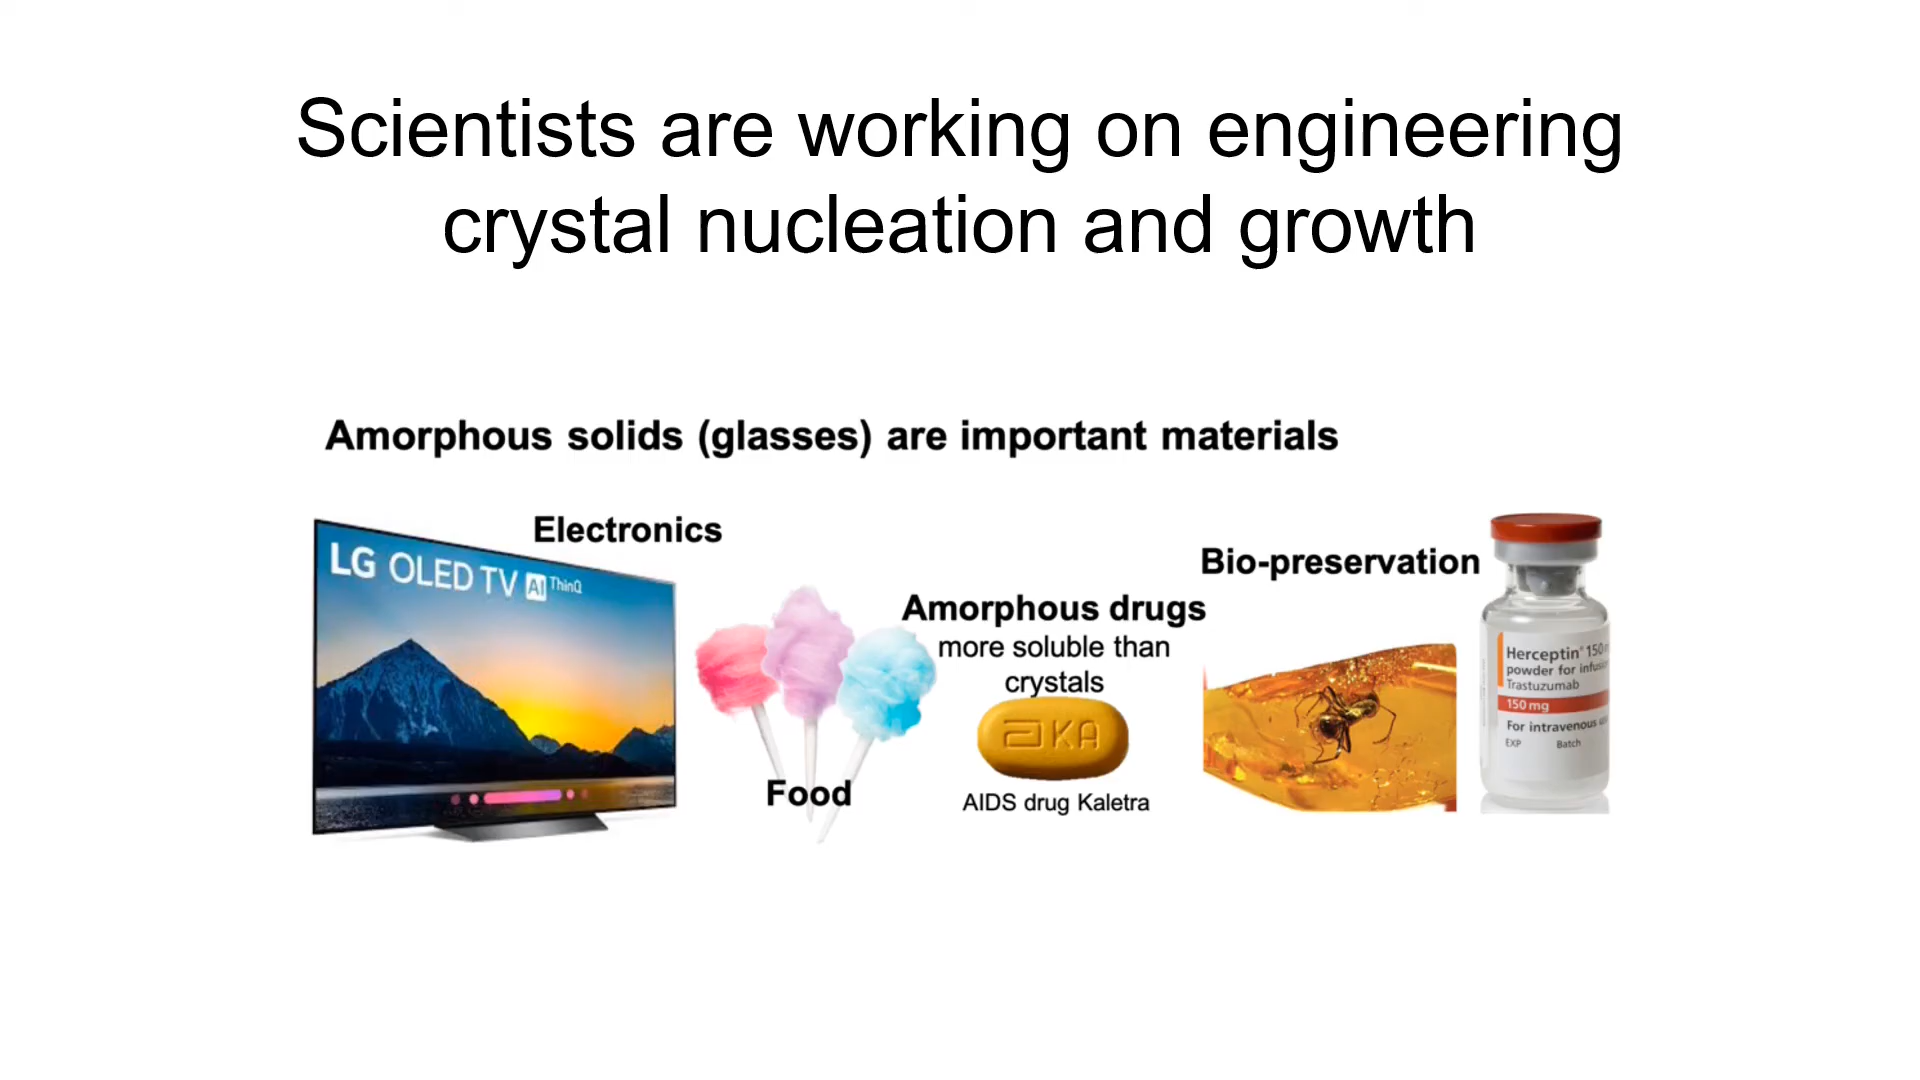 Scientists are working on engineering
crystal nucleation and growth
Amorphous solids (glasses) are important materials
Electronics
LG OLED TV AI ThinQ
Food
Amorphous drugs
more soluble than
crystals
KA
AIDS drug Kaletra
Bio-preservation
Herceptin® 150
powder for
Trastuzumab
150 mg
For intravenous
EXP Batch